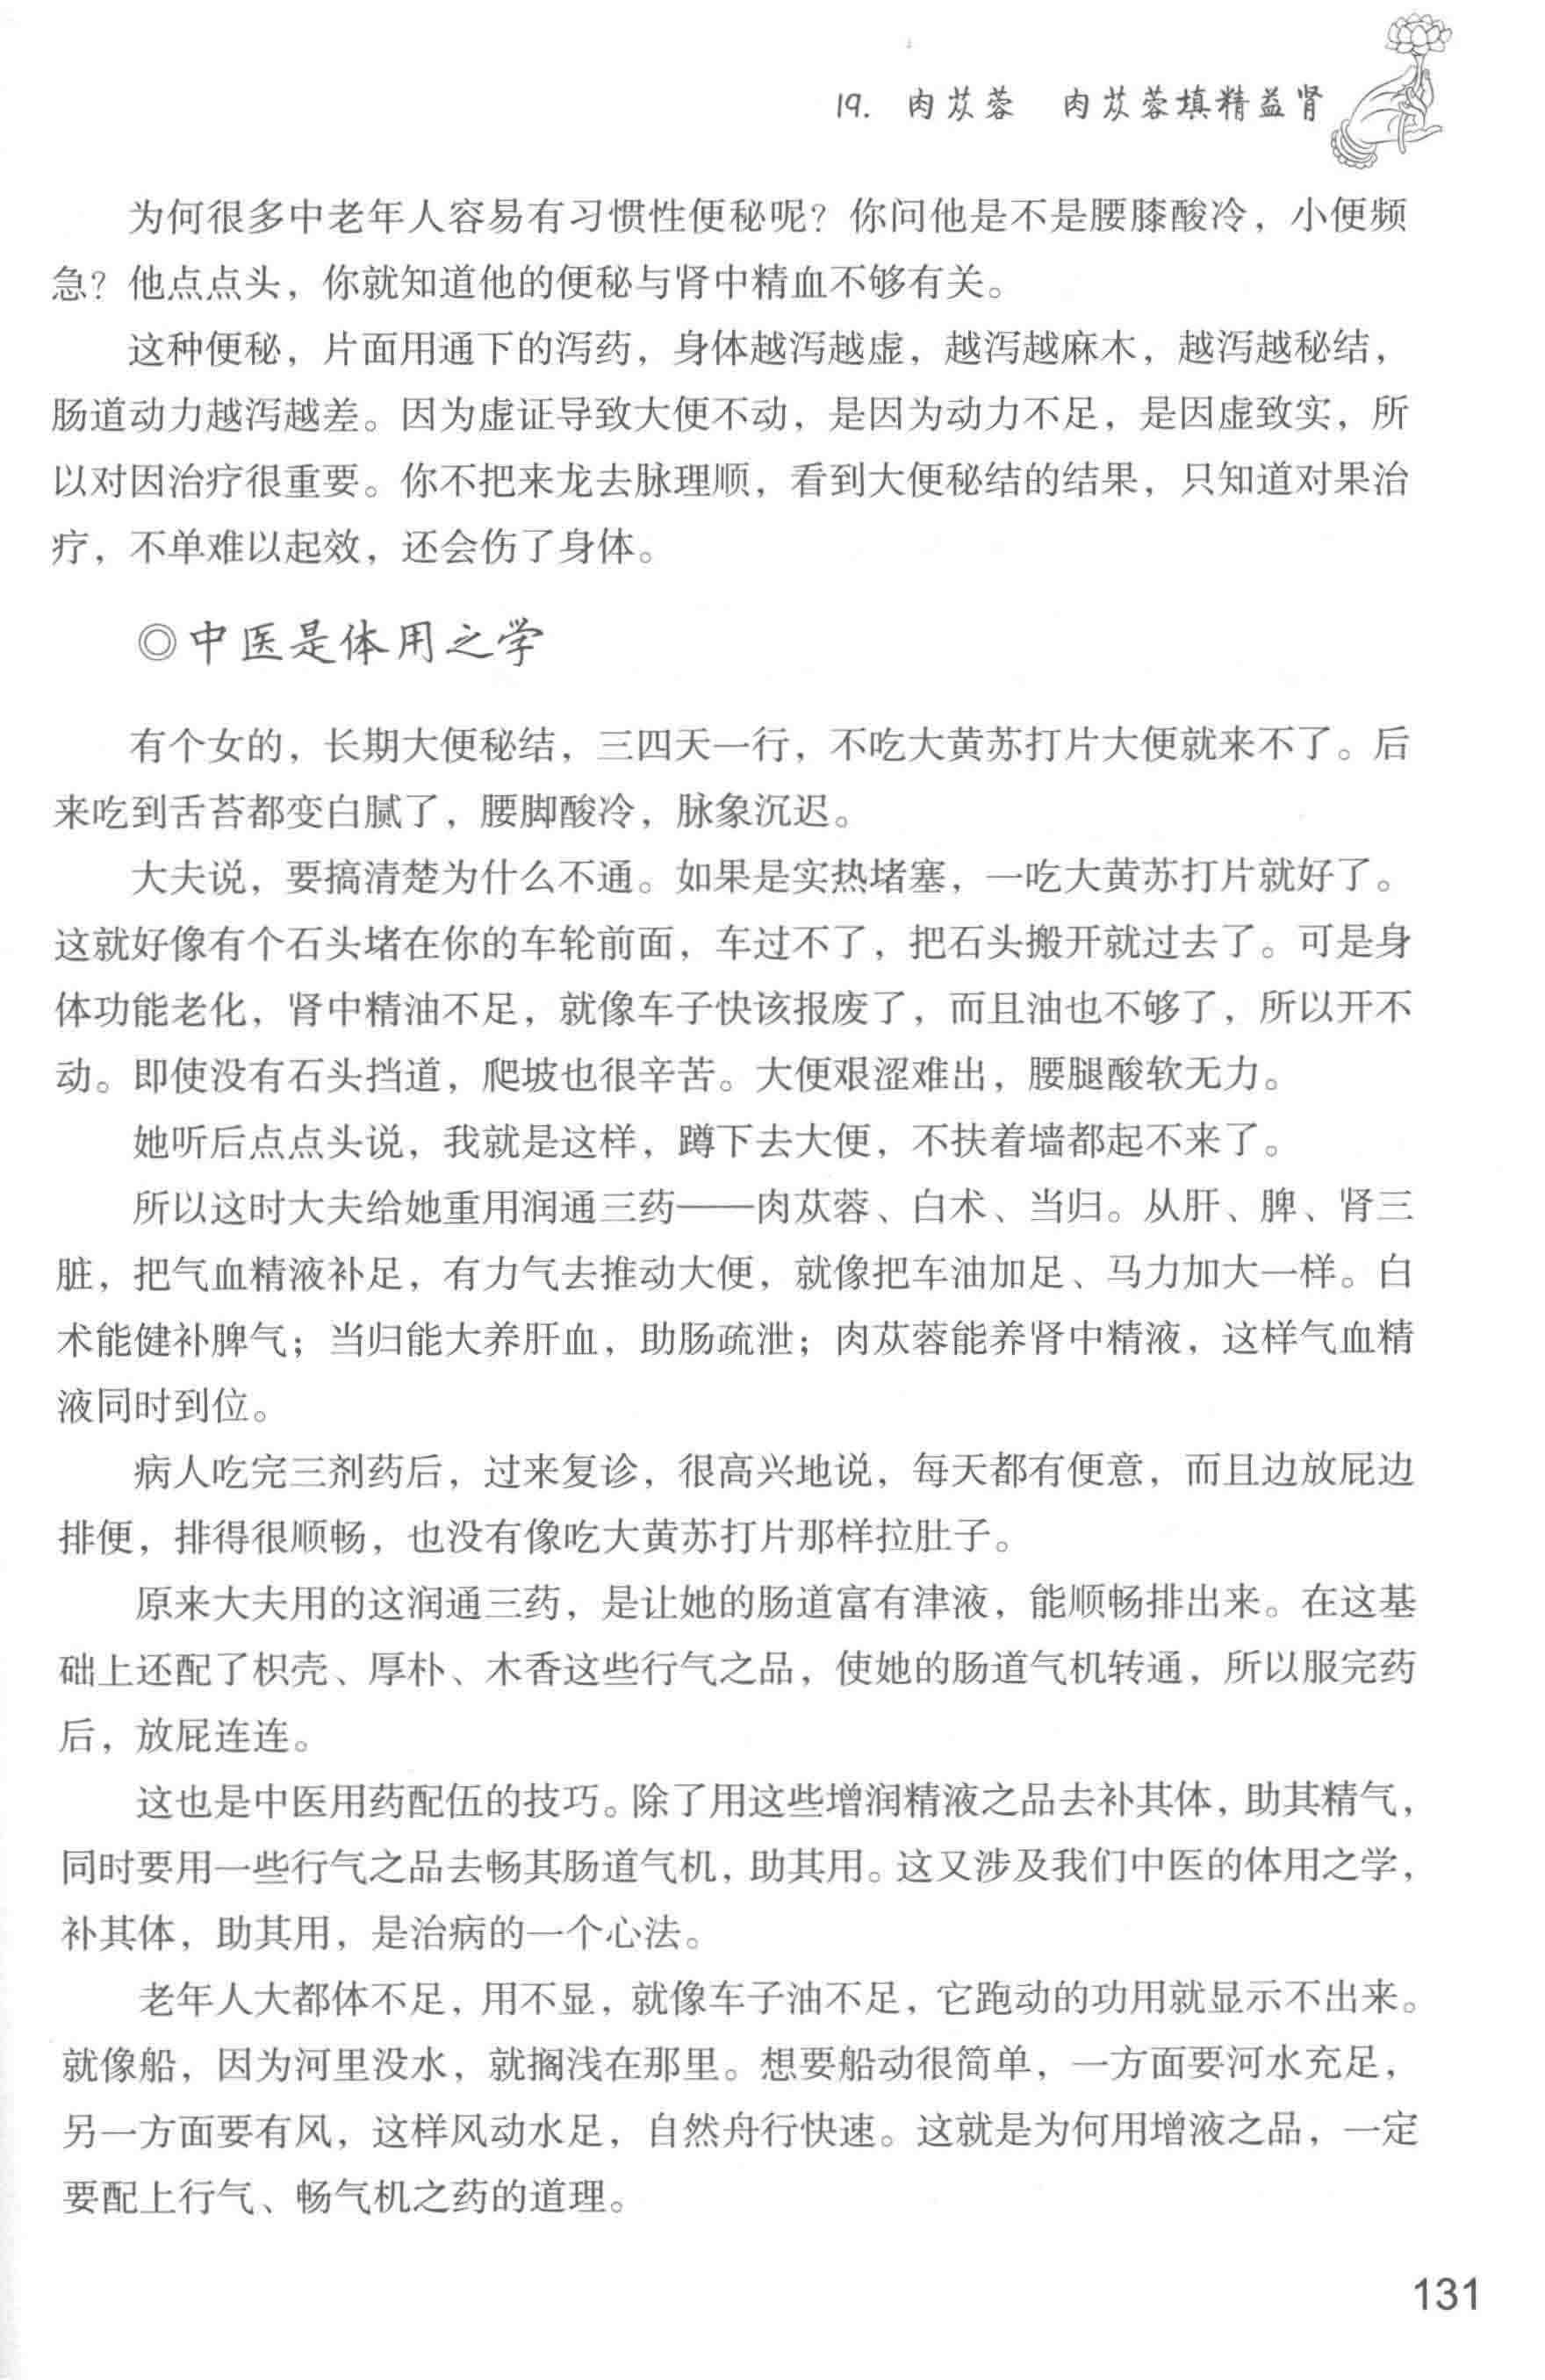 19. 肉苁蓉 肉苁蓉填精益肾
为何很多中老年人容易有习惯性便秘呢？你问他是不是腰膝酸冷，小便频
急？他点点头，你就知道他的便秘与肾中精血不够有关。
这种便秘，片面用通下的泻药，身体越泻越虚，越泻越麻木，越泻越秘结，
肠道动力越泻越差。因为虚证导致大便不动，是因为动力不足，是因虚致实，所
以对因治疗很重要。你不把来龙去脉理顺，看到大便秘结的结果，只知道对果治
疗，不单难以起效，还会伤了身体。
◎中医是体用之学
有个女的，长期大便秘结，三四天一行，不吃大黄苏打片大便就来不了。后
来吃到舌苔都变白腻了，腰脚酸冷，脉象沉迟。
大夫说，要搞清楚为什么不通。如果是实热堵塞，一吃大黄苏打片就好了。
这就好像有个石头堵在你的车轮前面，车过不了，把石头搬开就过去了。可是身
体功能老化，肾中精油不足，就像车子快该报废了，而且油也不够了，所以开不
动。即使没有石头挡道，爬坡也很辛苦。大便艰涩难出，腰腿酸软无力。
她听后点点头说，我就是这样，蹲下去大便，不扶着墙都起不来了。
所以这时大夫给她重用润通三药——肉苁蓉、白术、当归。从肝、脾、肾三
脏，把气血精液补足，有力气去推动大便，就像把车油加足、马力加大一样。白
术能健补脾气；当归能大养肝血，助肠疏泄；肉苁蓉能养肾中精液，这样气血精
液同时到位。
病人吃完三剂药后，过来复诊，很高兴地说，每天都有便意，而且边放屁边
排便，排得很顺畅，也没有像吃大黄苏打片那样拉肚子。
原来大夫用的这润通三药，是让她的肠道富有津液，能顺畅排出来。在这基
础上还配了枳壳、厚朴、木香这些行气之品，使她的肠道气机转通，所以服完药
后，放屁连连。
这也是中医用药配伍的技巧。除了用这些增润精液之品去补其体，助其精气，
同时要用一些行气之品去畅其肠道气机，助其用。这又涉及我们中医的体用之学，
补其体，助其用，是治病的一个心法。
老年人大都体不足，用不显，就像车子油不足，它跑动的功用就显示不出来。
就像船，因为河里没水，就搁浅在那里。想要船动很简单，一方面要河水充足，
另一方面要有风，这样风动水足，自然舟行快速。这就是为何用增液之品，一定
要配上行气、畅气机之药的道理。
131